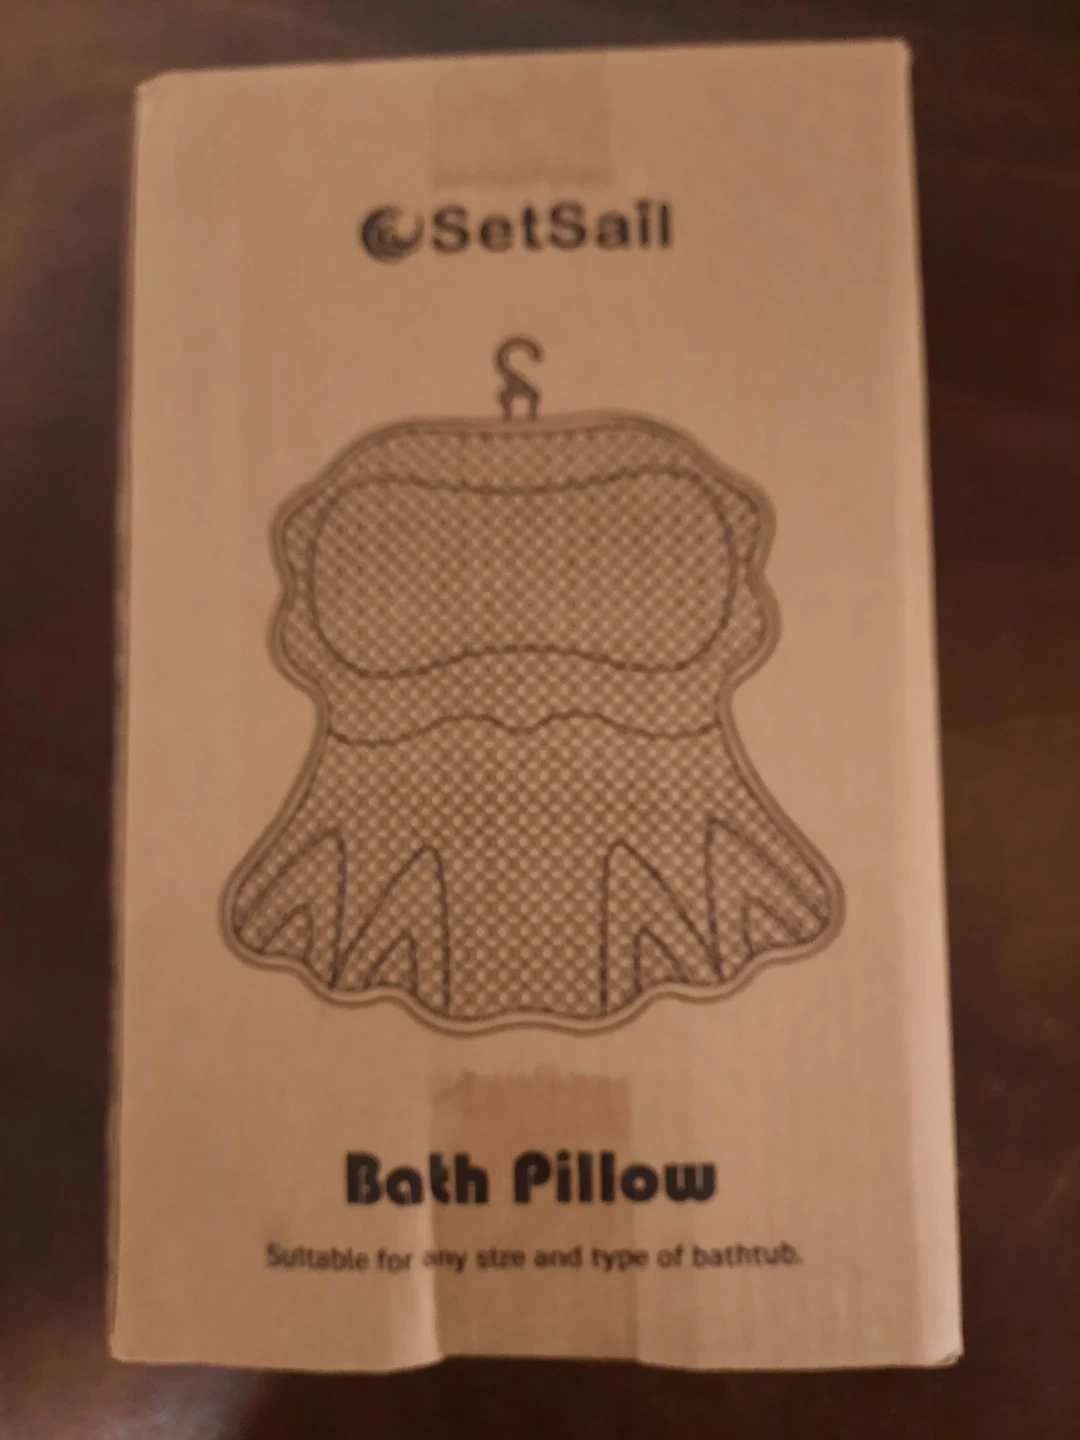 SetSail
Bath Pillow
Suitable for any size and type of bathtub.